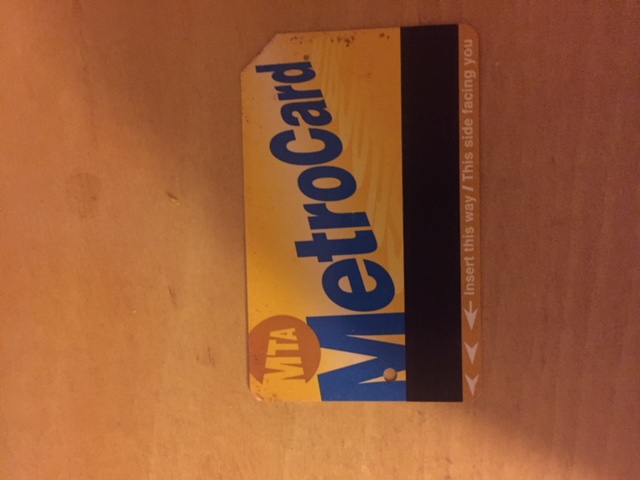 MetroCard®
MTA
Insert this way / This side facing you